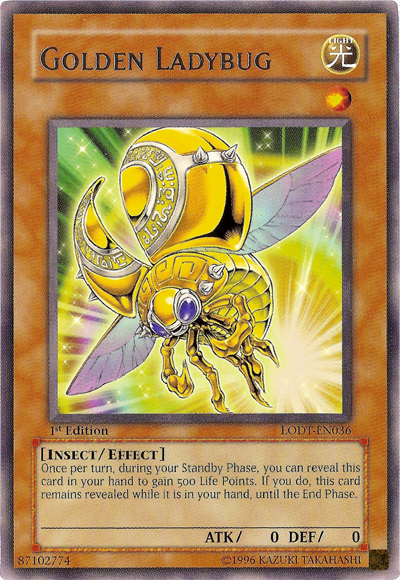 GOLDEN LADYBUG
LIGHT
光
1st Edition
LODT-EN036
[INSECT/EFFECT]
Once per turn, during your Standby Phase, you can reveal this
card in your hand to gain 500 Life Points. If you do, this card
remains revealed while it is in your hand, until the End Phase.
ATK/ 0 DEF/ 0
87102774
©1996 KAZUKI TAKAHASHI